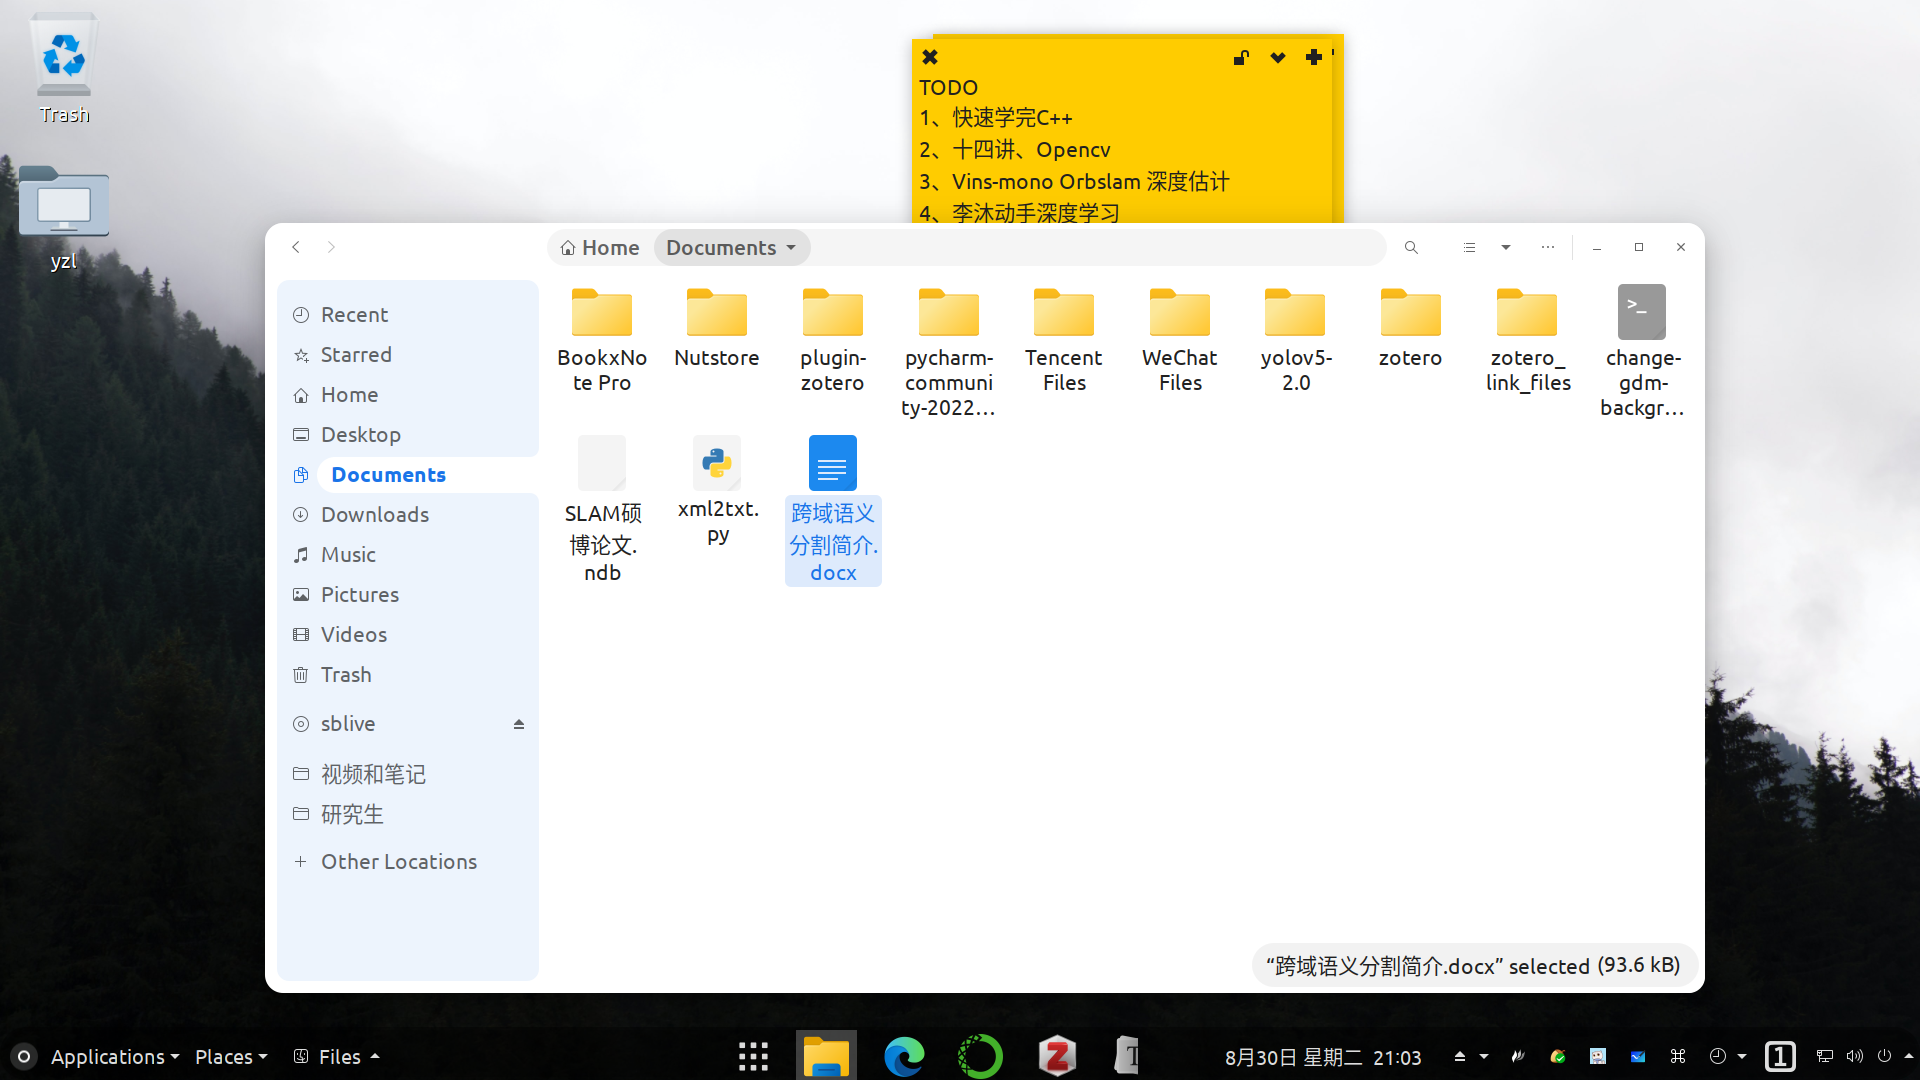 Trash
yzl
TODO
1、快速学完C++
2、十四讲、Opencv
3、Vins-mono Orbslam 深度估计
4、李沐动手深度学习
Home
Documents
Recent
Starred
Home
Desktop
Documents
Downloads
Music
Pictures
Videos
Trash
sblive
视频和笔记
研究生
Other Locations
BookxNo
te Pro
Nutstore
plugin-
zotero
pycharm-
communi
ty-2022…
Tencent
Files
WeChat
Files
yolov5-
2.0
zotero
zotero_
link_files
>_
change-
gdm-
backgr…
SLAM硕
博论文.
ndb
xml2txt.
py
跨域语义
分割简介.
docx
“跨域语义分割简介.docx” selected (93.6 kB)
Applications
Places
Files
Z
T
8月30日 星期二 21:03
1